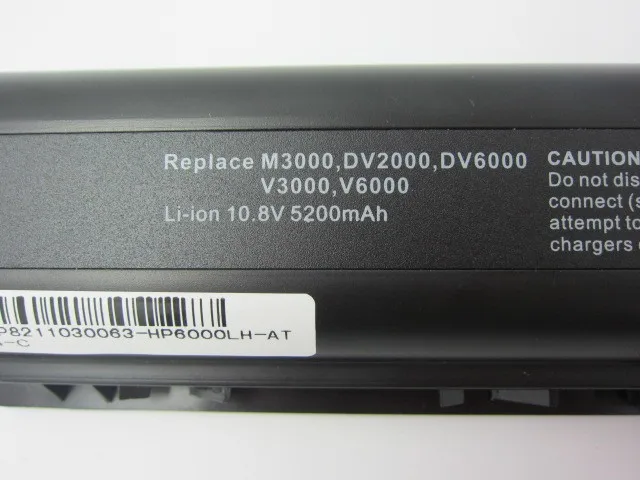 Replace M3000,DV2000,DV6000
V3000,V6000
Li-ion 10.8V 5200mAh
CAUTION
Do not dis
connect (s
attempt to
chargers
P8211030063-HP6000LH-AT
-C